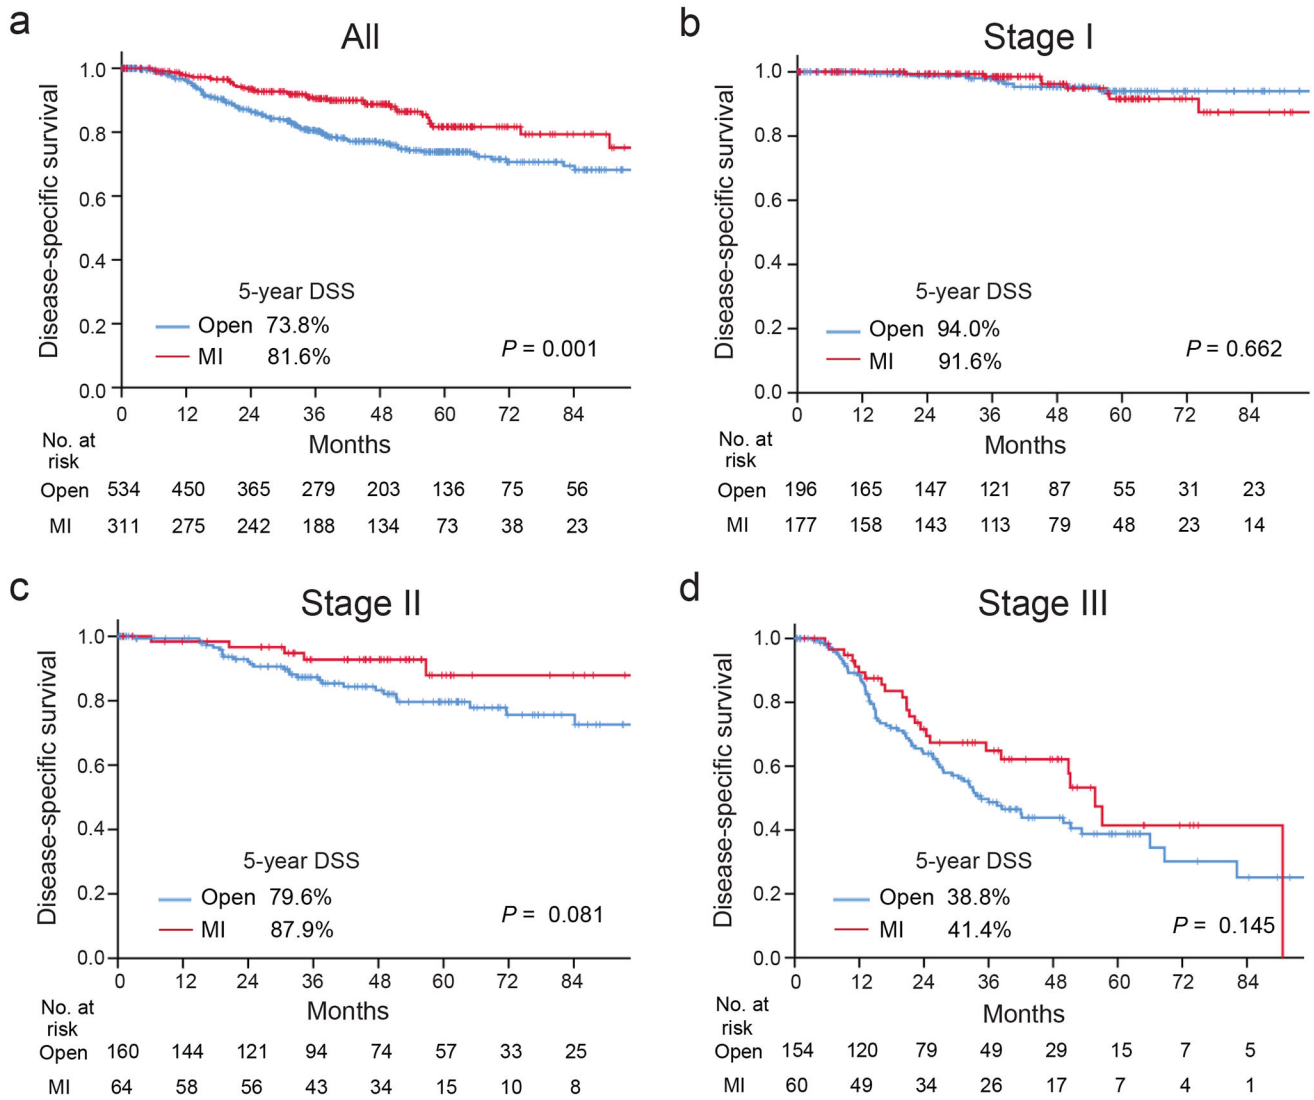 a
All
Disease-specific survival
1.0
0.8
0.6
0.4
0.2
0.0
5-year DSS
Open 73.8%
MI 81.6%
P = 0.001
0 12 24 36 48 60 72 84
Months
No. at
risk
Open 534 450 365 279 203 136 75 56
MI 311 275 242 188 134 73 38 23
b
Stage I
Disease-specific survival
1.0
0.8
0.6
0.4
0.2
0.0
5-year DSS
Open 94.0%
MI 91.6%
P = 0.662
0 12 24 36 48 60 72 84
Months
No. at
risk
Open 196 165 147 121 87 55 31 23
MI 177 158 143 113 79 48 23 14
c
Stage II
Disease-specific survival
1.0
0.8
0.6
0.4
0.2
0.0
5-year DSS
Open 79.6%
MI 87.9%
P = 0.081
0 12 24 36 48 60 72 84
Months
No. at
risk
Open 160 144 121 94 74 57 33 25
MI 64 58 56 43 34 15 10 8
d
Stage III
Disease-specific survival
1.0
0.8
0.6
0.4
0.2
0.0
5-year DSS
Open 38.8%
MI 41.4%
P = 0.145
0 12 24 36 48 60 72 84
Months
No. at
risk
Open 154 120 79 49 29 15 7 5
MI 60 49 34 26 17 7 4 1